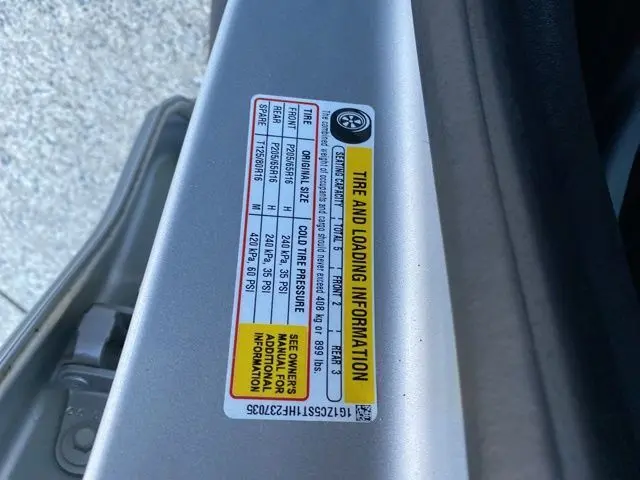 TIRE AND LOADING INFORMATION
SEATING CAPACITY TOTAL 5 FRONT 2 REAR 3
The combined weight of occupants and cargo should never exceed 408 kg or 899 lbs.
TIRE ORIGINAL SIZE COLD TIRE PRESSURE
FRONT P205/65R16 H 240 kPa, 35 PSI
REAR P205/65R16 H 240 kPa, 35 PSI
SPARE T125/80R16 M 420 kPa, 60 PSI
SEE OWNER'S
MANUAL FOR
ADDITIONAL
INFORMATION
1G1ZC5ST1HF237035